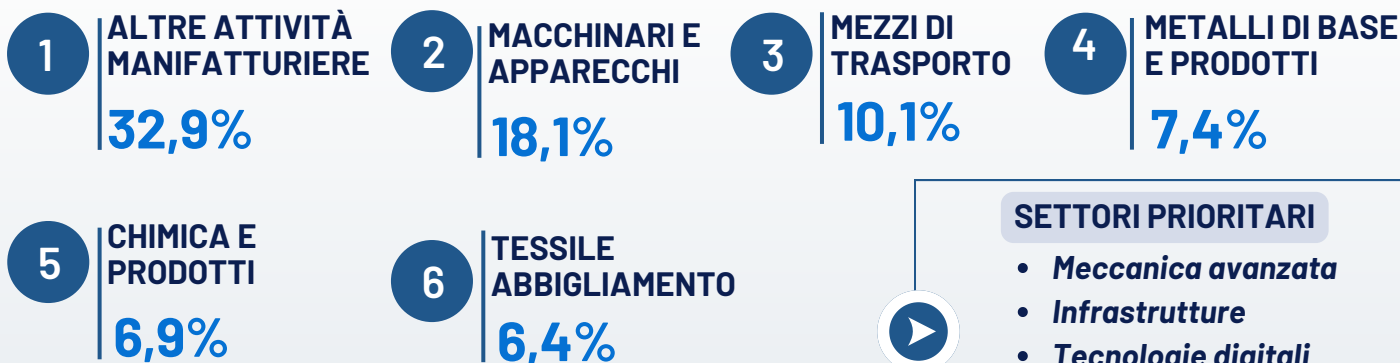 1
ALTRE ATTIVITÀ
MANIFATTURIERE
32,9%
2
MACCHINARI E
APPARECCHI
18,1%
3
MEZZI DI
TRASPORTO
10,1%
4
METALLI DI BASE
E PRODOTTI
7,4%
5
CHIMICA E
PRODOTTI
6,9%
6
TESSILE
ABBIGLIAMENTO
6,4%
SETTORI PRIORITARI
• Meccanica avanzata
• Infrastrutture
• Tecnologie digitali